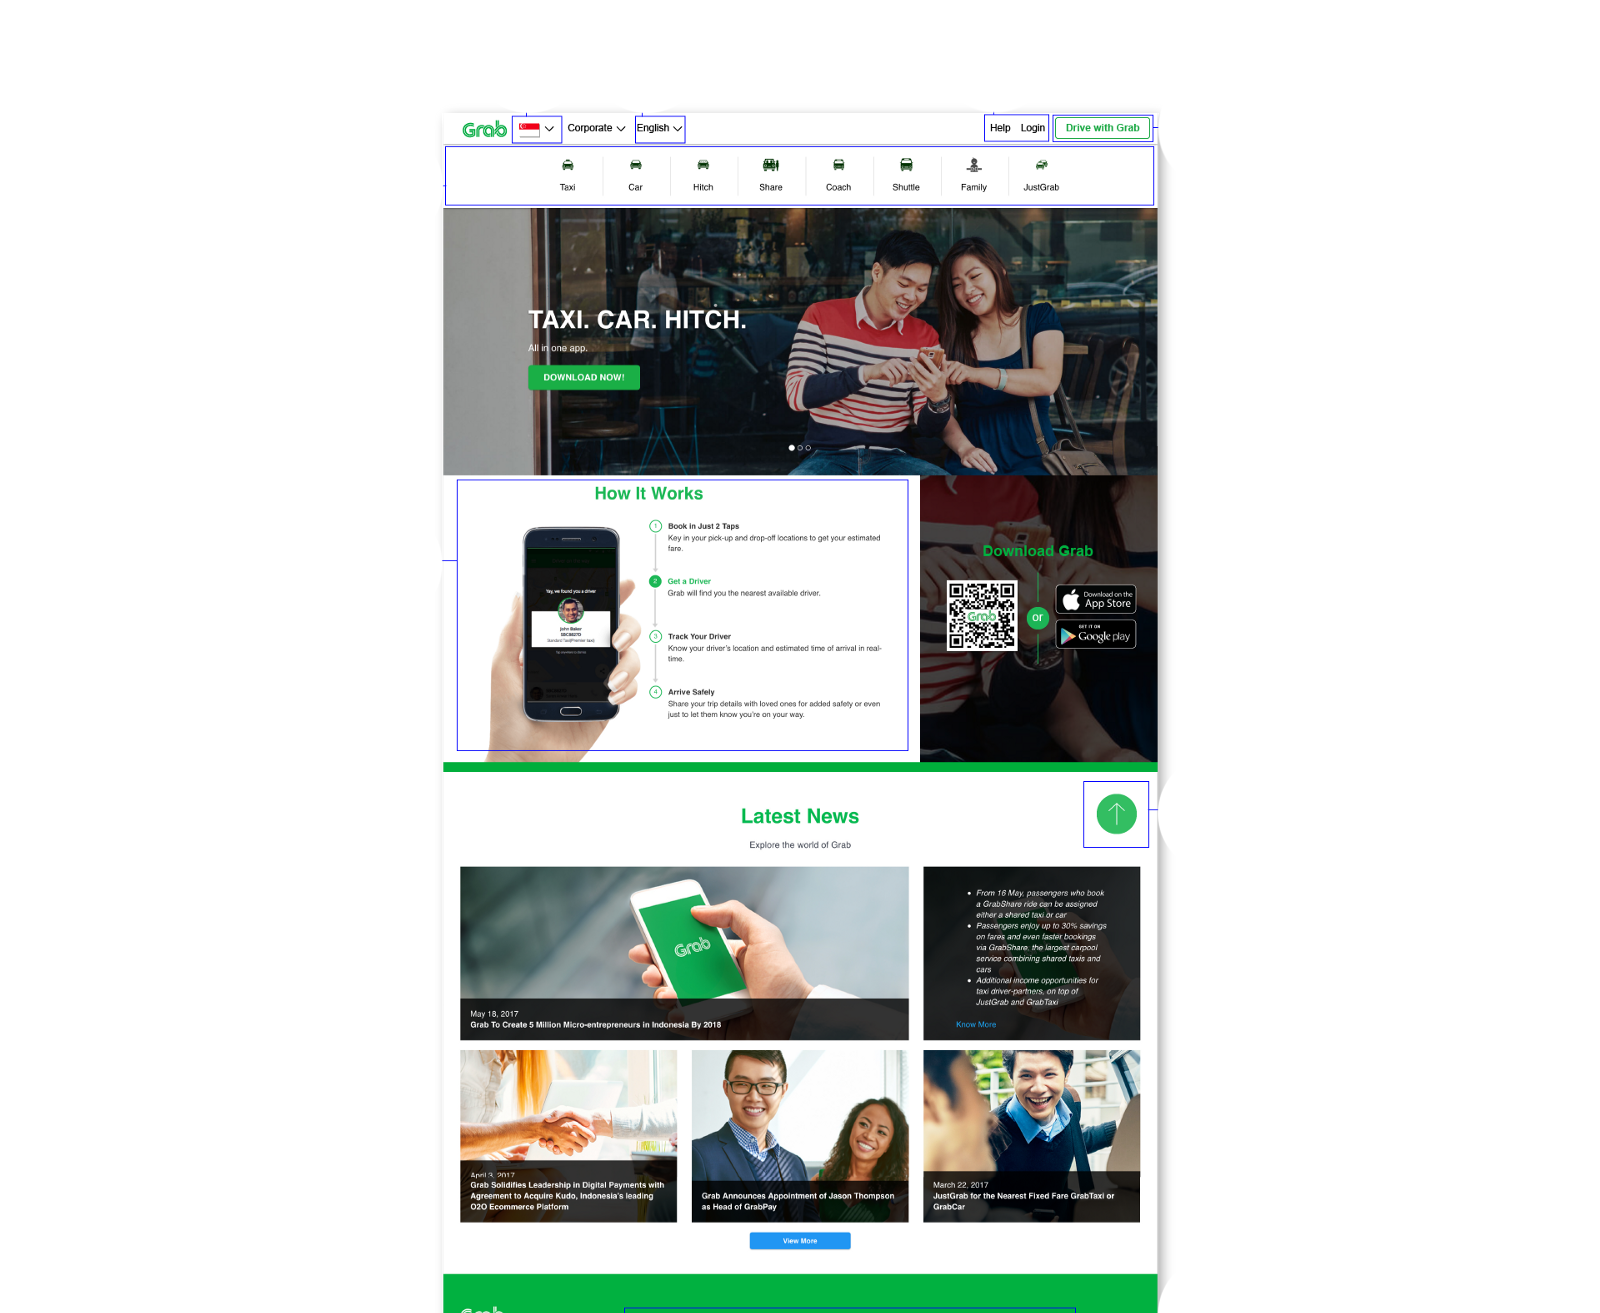 Grab
Corporate
English
Help
Login
Drive with Grab
Taxi
Car
Hitch
Share
Coach
Shuttle
Family
JustGrab
TAXI. CAR. HITCH.
All in one app.
DOWNLOAD NOW!
How It Works
1
Book in Just 2 Taps
Key in your pick-up and drop-off locations to get your estimated
fare.
2
Get a Driver
Grab will find you the nearest available driver.
3
Track Your Driver
Know your driver's location and estimated time of arrival in real-
time.
4
Arrive Safely
Share your trip details with loved ones for added safety or even
just to let them know you're on your way.
Yay, we found you a driver
John Raker
Standard Taxi(Premier taxi)
Download Grab
Grab
or
Download on the
App Store
GET IT ON
Google play
Latest News
Explore the world of Grab
Grab
May 18, 2017
Grab To Create 5 Million Micro-entrepreneurs in Indonesia By 2018
From 16 May, passengers who book
a GrabShare ride can be assigned
either a shared taxi or car
Passengers enjoy up to 30% savings
on fares and even faster bookings
via GrabShare, the largest carpool
service combining shared taxis and
cars
Additional income opportunities for
taxi driver-partners, on top of
JustGrab and GrabTaxi
Know More
April 3, 2017
Grab Solidifies Leadership in Digital Payments with
Agreement to Acquire Kudo, Indonesia's leading
O2O Ecommerce Platform
Grab Announces Appointment of Jason Thompson
as Head of GrabPay
March 22, 2017
JustGrab for the Nearest Fixed Fare GrabTaxi or
GrabCar
View More
Grab